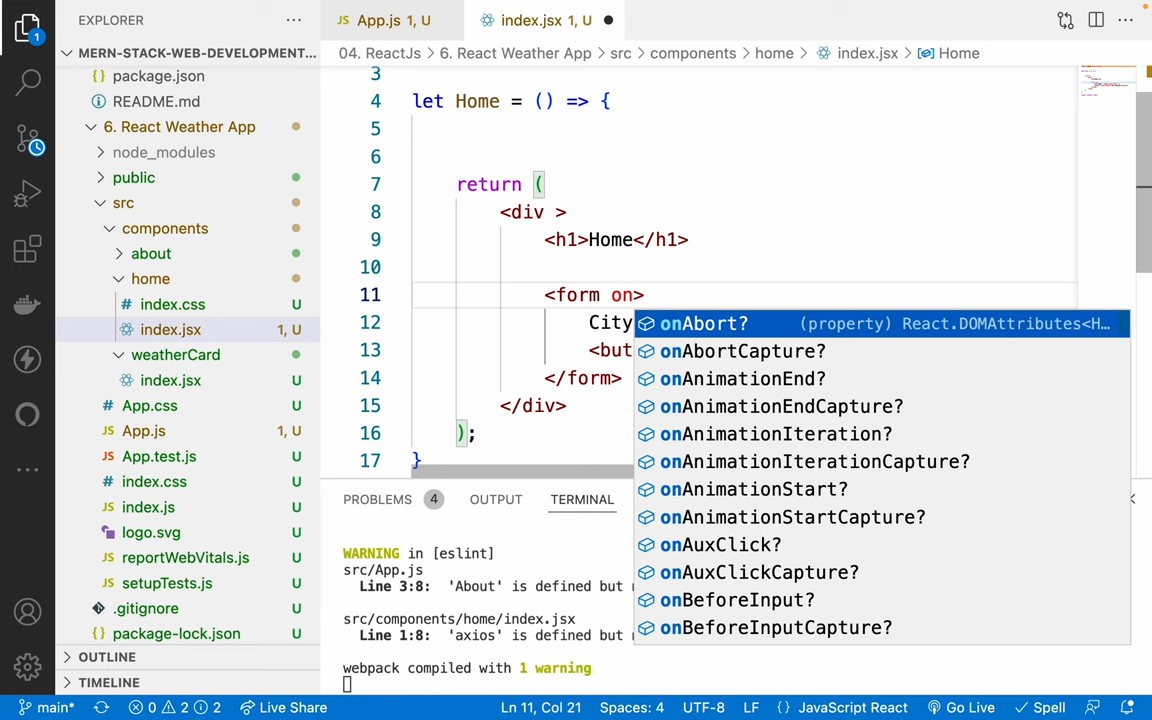 EXPLORER
MERN-STACK-WEB-DEVELOPMENT...
{} package.json
README.md
6. React Weather App
node_modules
public
src
components
about
home
# index.css U
index.jsx 1, U
weatherCard
index.jsx U
# App.css U
JS App.js 1, U
JS App.test.js U
# index.css U
JS index.js U
logo.svg U
JS reportWebVitals.js U
JS setupTests.js U
.gitignore U
{} package-lock.json U
OUTLINE
TIMELINE
JS App.js 1, U
index.jsx 1, U
04. ReactJs > 6. React Weather App > src > components > home > index.jsx > Home
3
4 let Home = () => {
5
6
7 return (
8 <div >
9 <h1>Home</h1>
10
11 <form on>
12 City
13 <but
14 </form>
15 </div>
16 );
17 }
onAbort? (property) React.DOMAttributes<H...
onAbortCapture?
onAnimationEnd?
onAnimationEndCapture?
onAnimationIteration?
onAnimationIterationCapture?
onAnimationStart?
onAnimationStartCapture?
onAuxClick?
onAuxClickCapture?
onBeforeInput?
onBeforeInputCapture?
PROBLEMS 4 OUTPUT TERMINAL
WARNING in [eslint]
src/App.js
Line 3:8: 'About' is defined but
src/components/home/index.jsx
Line 1:8: 'axios' is defined but
webpack compiled with 1 warning
1
main* 0 2 2 Live Share Ln 11, Col 21 Spaces: 4 UTF-8 LF {} JavaScript React Go Live Spell